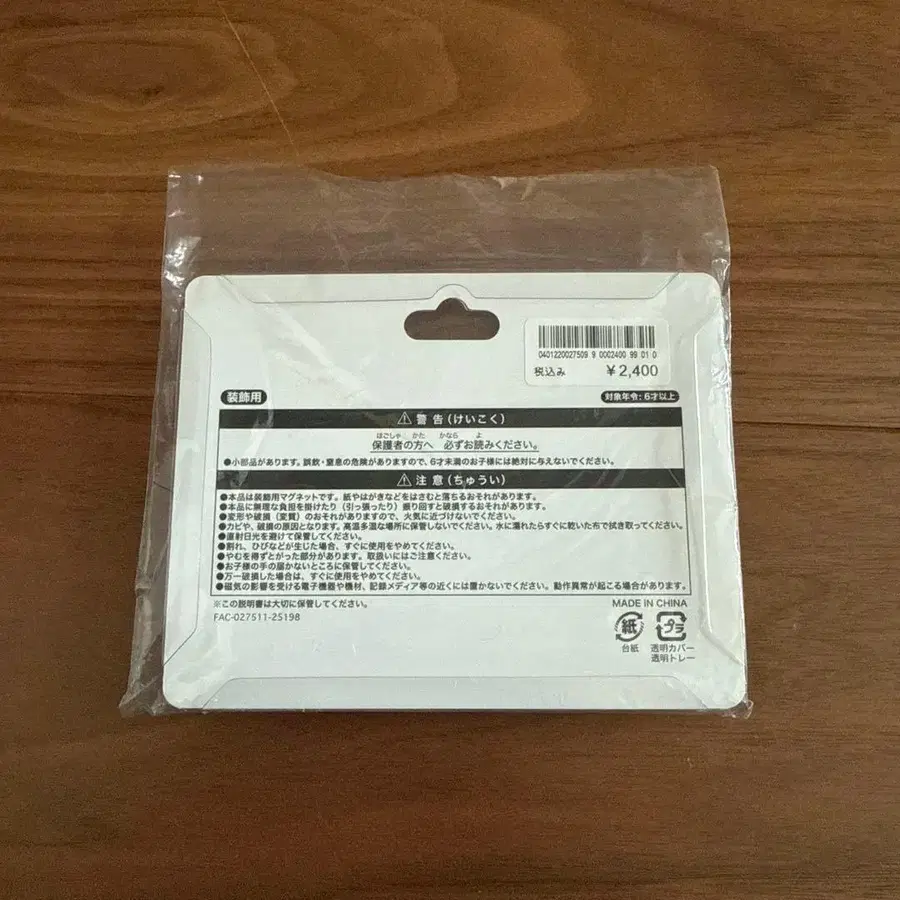 0401220027509 9 0002400 99 01 0
税込み ¥2,400
装飾用
対象年令:6才以上
⚠警告(けいこく)
ほごしゃ かた かなら よ
保護者の方へ 必ずお読みください。
●小部品があります。誤飲・窒息の危険がありますので、6才未満のお子様には絶対に与えないでください。
⚠注意(ちゅうい)
●本品は装飾用マグネットです。紙やはがきなどをはさむと落ちるおそれがあります。
●本品に無理な負担を掛けたり(引っ張ったり)振り回すと破損するおそれがあります。
●変形や破損(変質)のおそれがありますので、火気に近づけないでください。
●カビや、破損の原因となります。高温多湿な場所に保管しないでください。水に濡れたらすぐに乾いた布で拭き取ってください。
●直射日光を避けて保管してください。
●割れ、ひびなどが生じた場合、すぐに使用をやめてください。
●やむを得ずとがった部分があります。取扱いにはご注意ください。
●お子様の手の届かないところに保管してください。
●万一破損した場合は、すぐに使用をやめてください。
●磁気の影響を受ける電子機器や機材、記録メディア等の近くには置かないでください。動作異常が起こる場合があります。
※この説明書は大切に保管してください。
FAC-027511-25198
MADE IN CHINA
紙 プラ
台紙 透明カバー
透明トレー